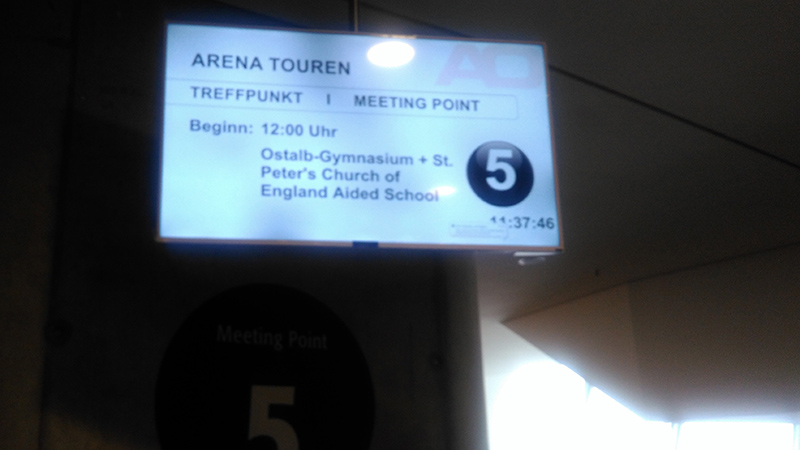 ARENA TOUREN
TREFFPUNKT I MEETING POINT
Beginn: 12:00 Uhr
Ostalb-Gymnasium + St.
Peter's Church of
England Aided School
5
11:37:46
Meeting Point
5